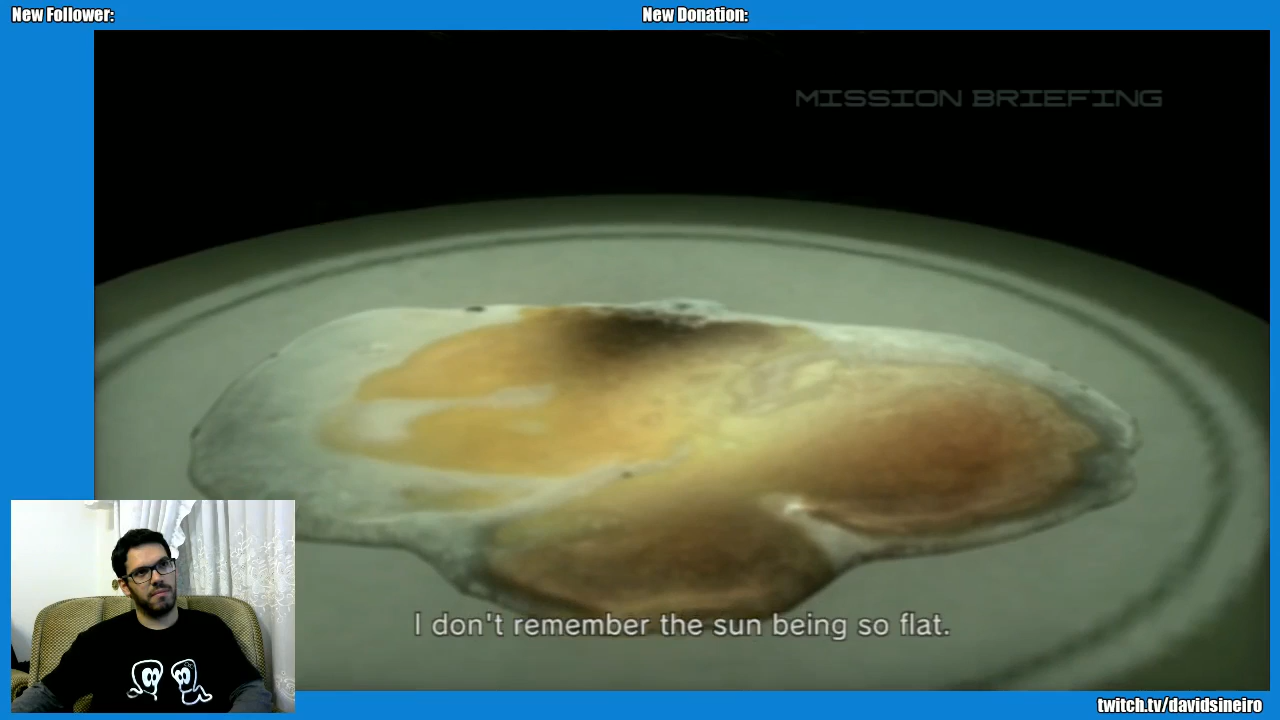 New Follower:
New Donation:
MISSION BRIEFING
I don't remember the sun being so flat.
twitch.tv/davidsineiro